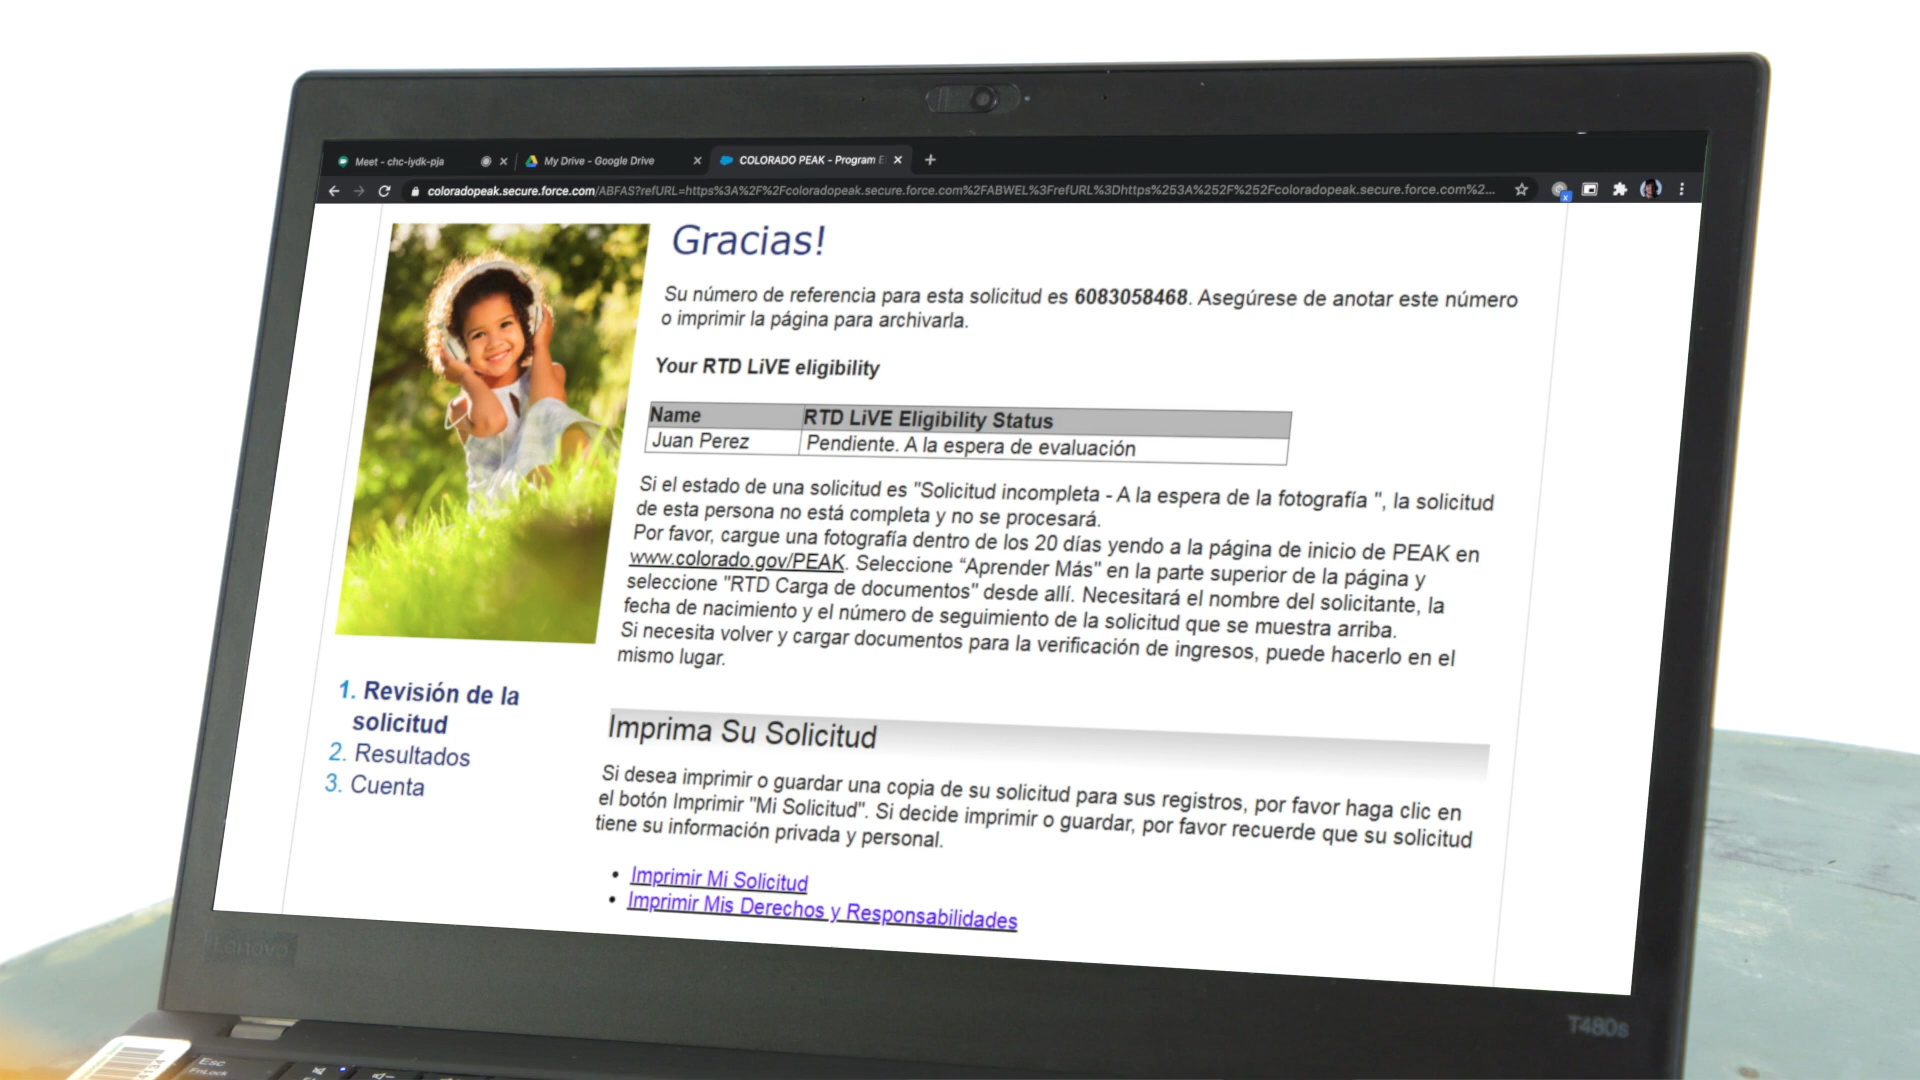 Meet - chc-iydk-pja
My Drive - Google Drive
COLORADO PEAK - Program E
coloradopeak.secure.force.com/ABFAS?refURL=https%3A%2F%2Fcoloradopeak.secure.force.com%2FABWEL%3FrefURL%3Dhttps%253A%252F%252Fcoloradopeak.secure.force.com%2...
Gracias!
Su número de referencia para esta solicitud es 6083058468. Asegúrese de anotar este número
o imprimir la página para archivarla.
Your RTD LiVE eligibility
Name RTD LiVE Eligibility Status
Juan Perez Pendiente. A la espera de evaluación
Si el estado de una solicitud es "Solicitud incompleta - A la espera de la fotografía ", la solicitud
de esta persona no está completa y no se procesará.
Por favor, cargue una fotografía dentro de los 20 días yendo a la página de inicio de PEAK en
www.colorado.gov/PEAK. Seleccione “Aprender Más" en la parte superior de la página y
seleccione "RTD Carga de documentos" desde allí. Necesitará el nombre del solicitante, la
fecha de nacimiento y el número de seguimiento de la solicitud que se muestra arriba.
Si necesita volver y cargar documentos para la verificación de ingresos, puede hacerlo en el
mismo lugar.
1. Revisión de la
solicitud
2. Resultados
3. Cuenta
Imprima Su Solicitud
Si desea imprimir o guardar una copia de su solicitud para sus registros, por favor haga clic en
el botón Imprimir "Mi Solicitud". Si decide imprimir o guardar, por favor recuerde que su solicitud
tiene su información privada y personal.
• Imprimir Mi Solicitud
• Imprimir Mis Derechos y Responsabilidades
Lenovo
T480s
Esc
FnLock